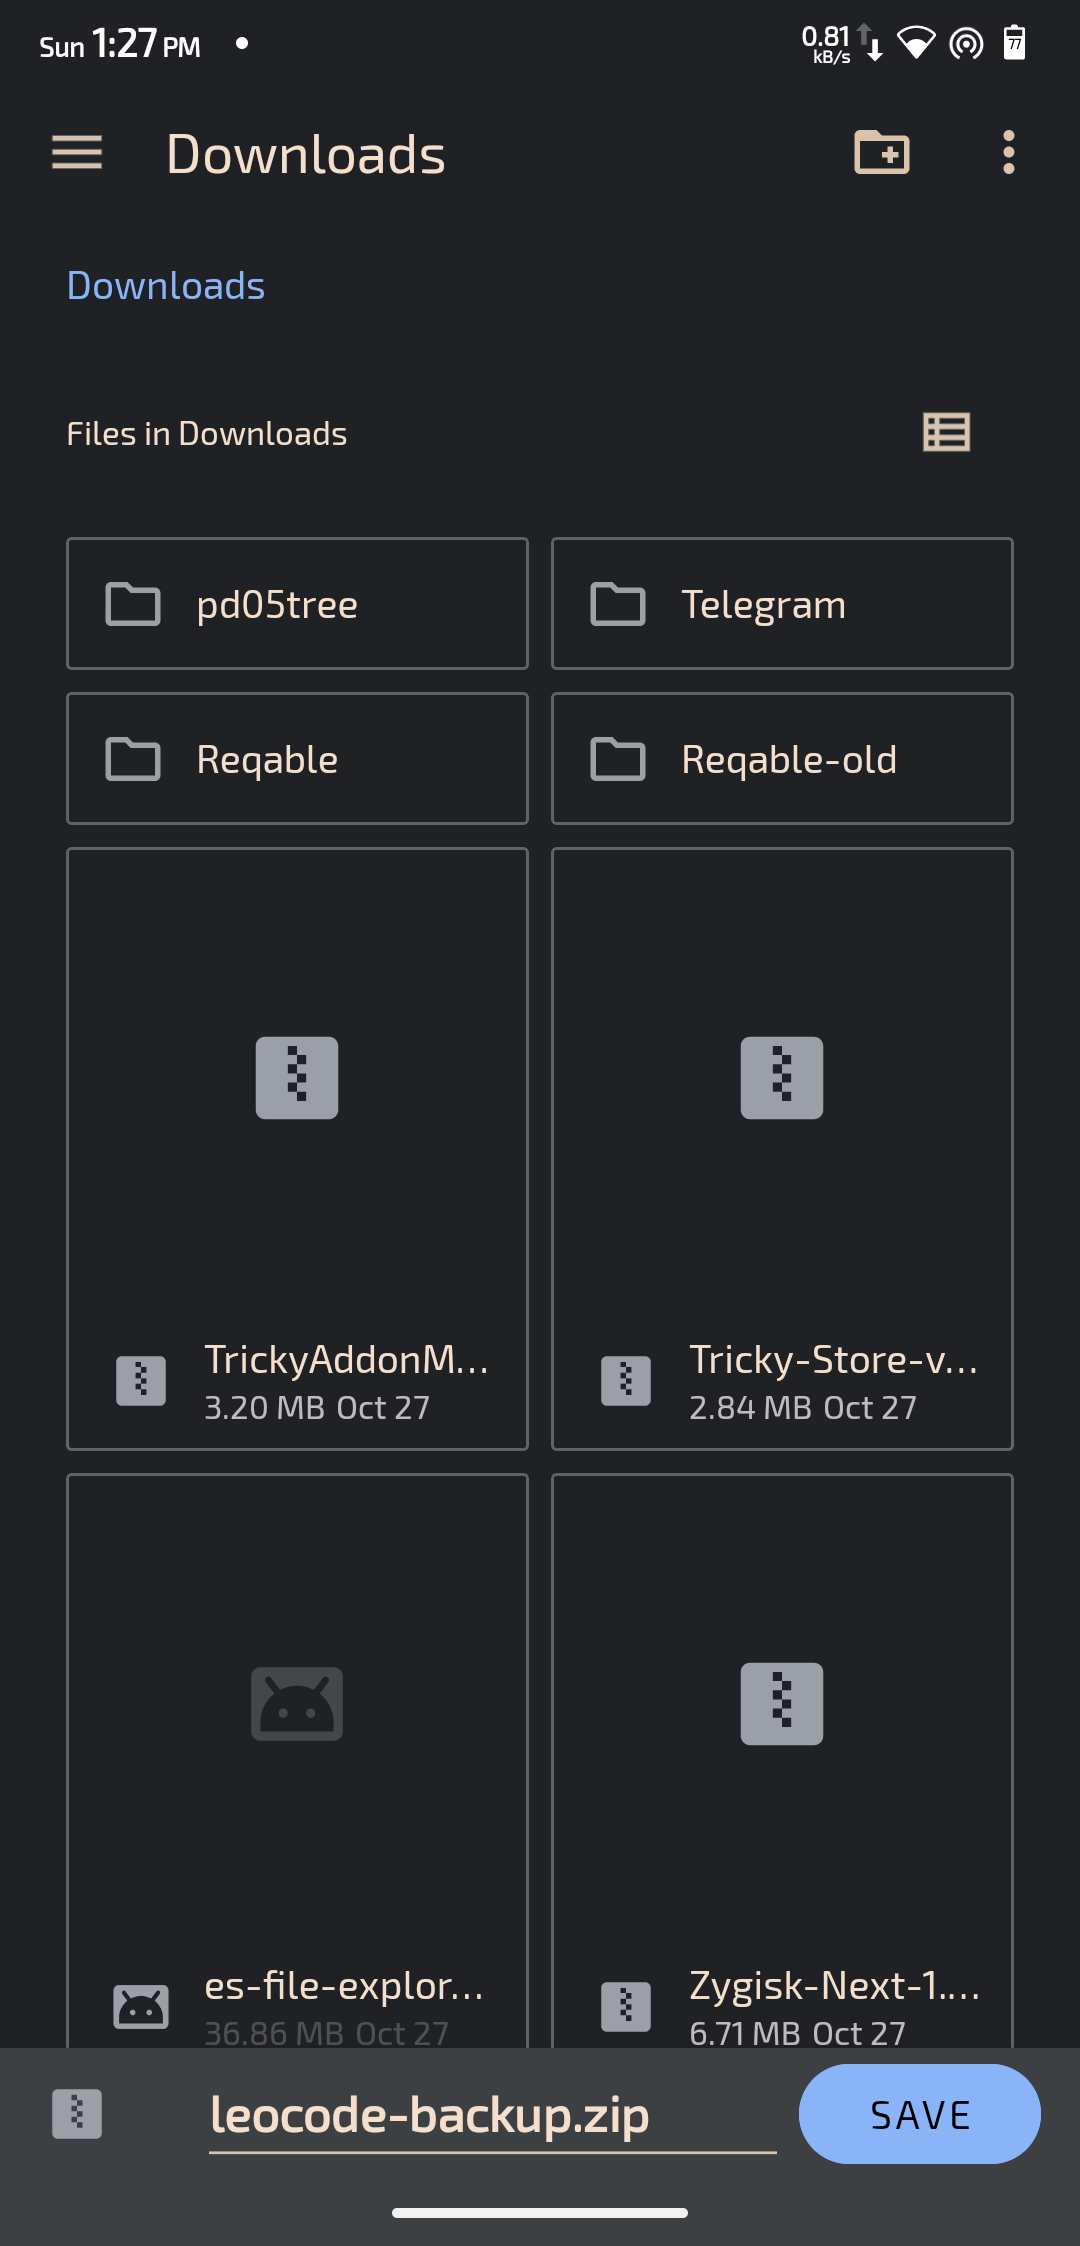 Sun 1:27 PM
0.81
kB/s
77
Downloads
Downloads
Files in Downloads
pd05tree
Telegram
Reqable
Reqable-old
TrickyAddonM...
3.20 MB Oct 27
Tricky-Store-v...
2.84 MB Oct 27
es-file-explor...
36.86 MB Oct 27
Zygisk-Next-1....
6.71 MB Oct 27
leocode-backup.zip
SAVE